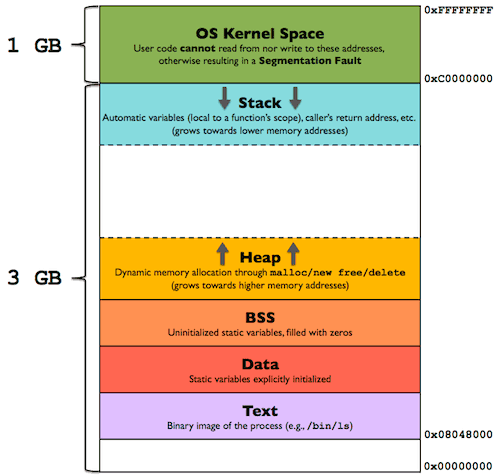 0xFFFFFFFF
OS Kernel Space
1 GB
User code cannot read from nor write to these addresses,
otherwise resulting in a Segmentation Fault
0xC0000000
Stack
Automatic variables (local to a function's scope), caller's return address, etc.
(grows towards lower memory addresses)
Heap
3 GB
Dynamic memory allocation through malloc/new free/delete
(grows towards higher memory addresses)
BSS
Uninitialized static variables, filled with zeros
Data
Static variables explicitly initialized
Text
Binary image of the process (e.g., /bin/ls)
0x08048000
0x00000000